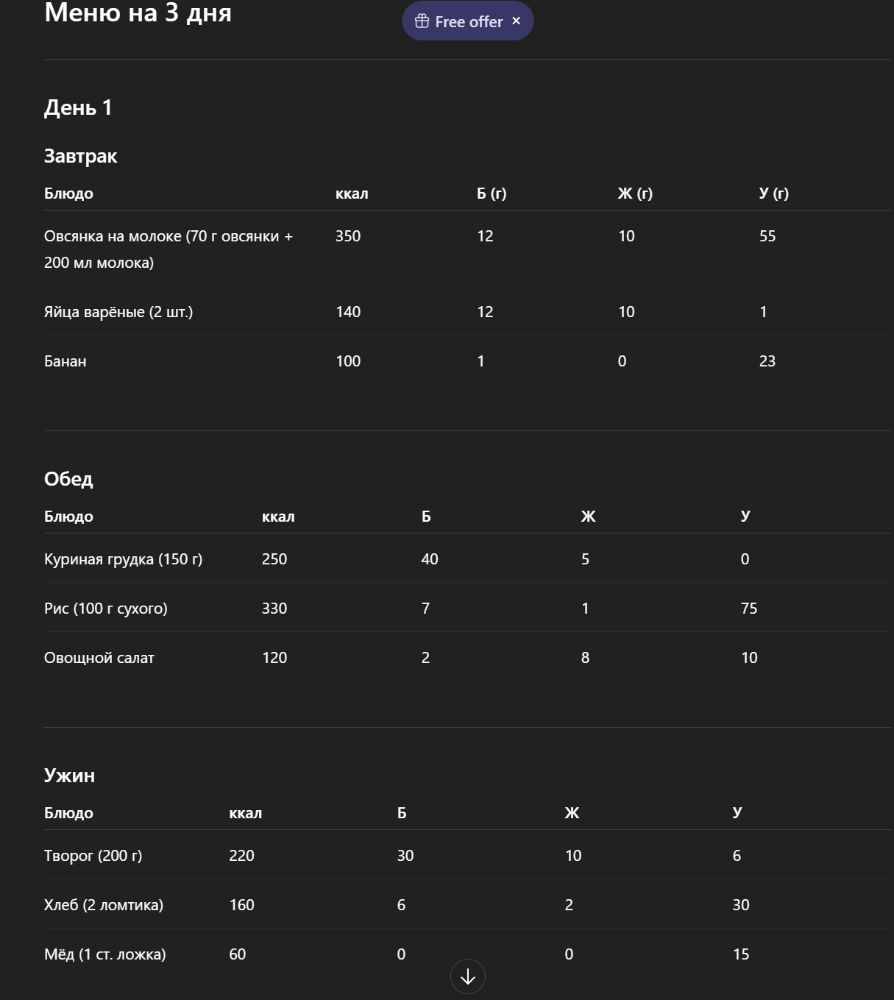 Меню на 3 дня
Free offer ×
День 1
Завтрак
Блюдо ккал Б (г) Ж (г) У (г)
Овсянка на молоке (70 г овсянки + 350 12 10 55
200 мл молока)
Яйца варёные (2 шт.) 140 12 10 1
Банан 100 1 0 23
Обед
Блюдо ккал Б Ж У
Куриная грудка (150 г) 250 40 5 0
Рис (100 г сухого) 330 7 1 75
Овощной салат 120 2 8 10
Ужин
Блюдо ккал Б Ж У
Творог (200 г) 220 30 10 6
Хлеб (2 ломтика) 160 6 2 30
Мёд (1 ст. ложка) 60 0 0 15